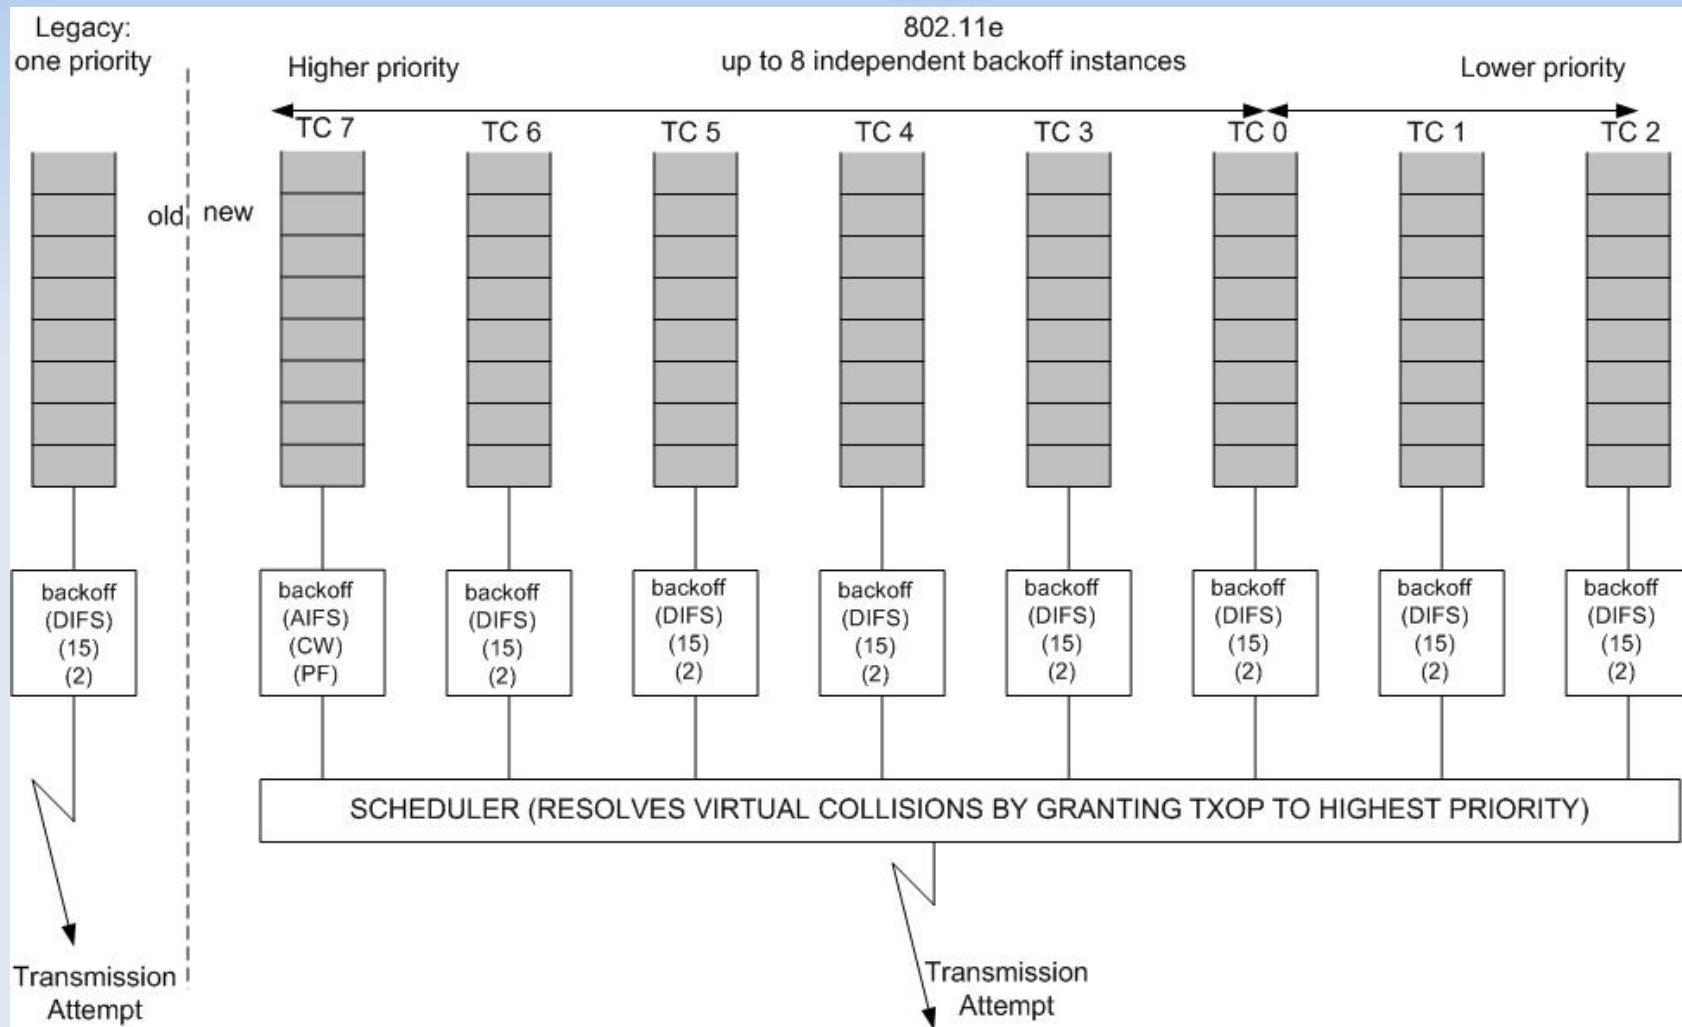 Legacy:
one priority
802.11e
up to 8 independent backoff instances
Higher priority
Lower priority
TC 7
TC 6
TC 5
TC 4
TC 3
TC 0
TC 1
TC 2
old
new
backoff
(DIFS)
(15)
(2)
backoff
(AIFS)
(CW)
(PF)
backoff
(DIFS)
(15)
(2)
backoff
(DIFS)
(15)
(2)
backoff
(DIFS)
(15)
(2)
backoff
(DIFS)
(15)
(2)
backoff
(DIFS)
(15)
(2)
backoff
(DIFS)
(15)
(2)
backoff
(DIFS)
(15)
(2)
SCHEDULER (RESOLVES VIRTUAL COLLISIONS BY GRANTING TXOP TO HIGHEST PRIORITY)
Transmission
Attempt
Transmission
Attempt